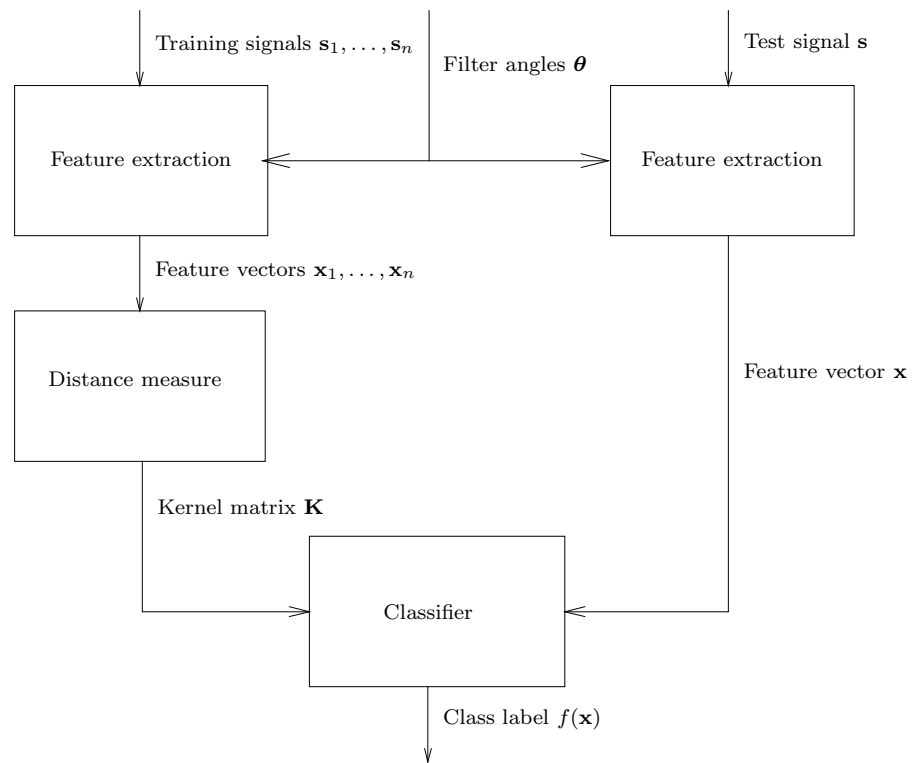 Training signals s₁, . . . , sₙ
Filter angles θ
Test signal s
Feature extraction
Feature extraction
Feature vectors x₁, . . . , xₙ
Distance measure
Feature vector x
Kernel matrix K
Classifier
Class label f(x)